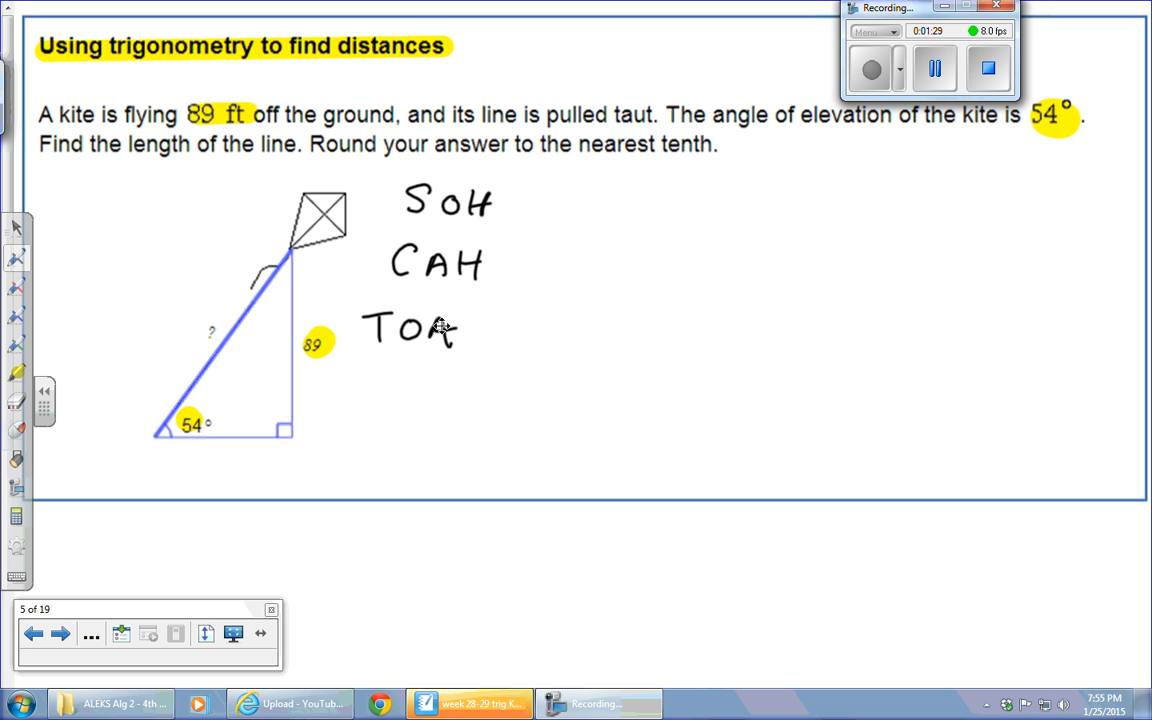 Recording...
Using trigonometry to find distances
Menu
0:01:29
8.0 fps
A kite is flying 89 ft off the ground, and its line is pulled taut. The angle of elevation of the kite is 54°.
Find the length of the line. Round your answer to the nearest tenth.
SOH
CAH
TOA
?
89
54°
5 of 19
...
ALEKS Alg 2 - 4th ...
Upload - YouTub...
week 28-29 trig K...
Recording...
7:55 PM
1/25/2015